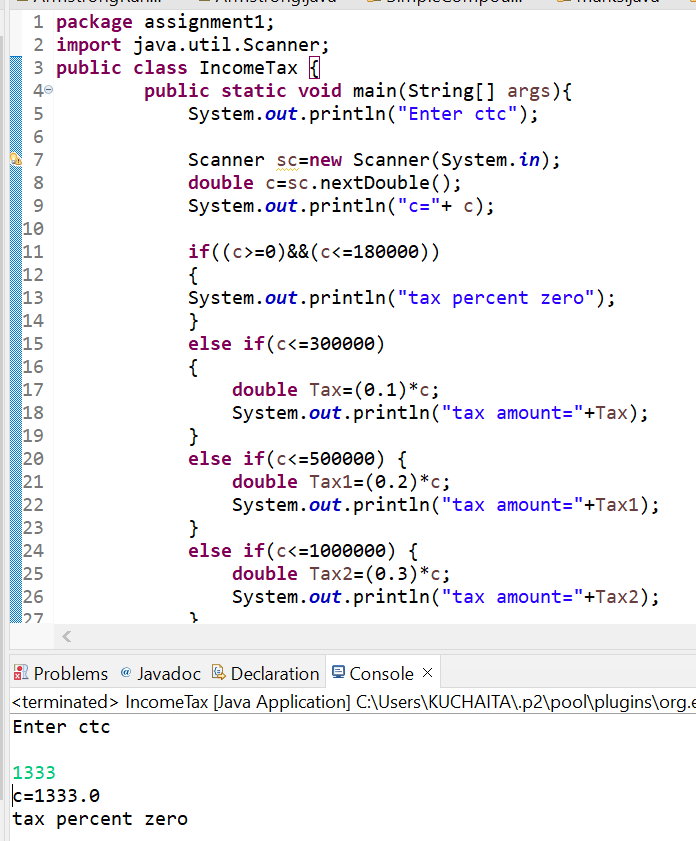 1 package assignment1;
2 import java.util.Scanner;
3 public class IncomeTax {
4 public static void main(String[] args){
5 System.out.println("Enter ctc");
6
7 Scanner sc=new Scanner(System.in);
8 double c=sc.nextDouble();
9 System.out.println("c="+ c);
10
11 if((c>=0)&&(c<=180000))
12 {
13 System.out.println("tax percent zero");
14 }
15 else if(c<=300000)
16 {
17 double Tax=(0.1)*c;
18 System.out.println("tax amount="+Tax);
19 }
20 else if(c<=500000) {
21 double Tax1=(0.2)*c;
22 System.out.println("tax amount="+Tax1);
23 }
24 else if(c<=1000000) {
25 double Tax2=(0.3)*c;
26 System.out.println("tax amount="+Tax2);
27 }
Problems @ Javadoc Declaration Console ×
<terminated> IncomeTax [Java Application] C:\Users\KUCHAITA\.p2\pool\plugins\org.e
Enter ctc
1333
c=1333.0
tax percent zero